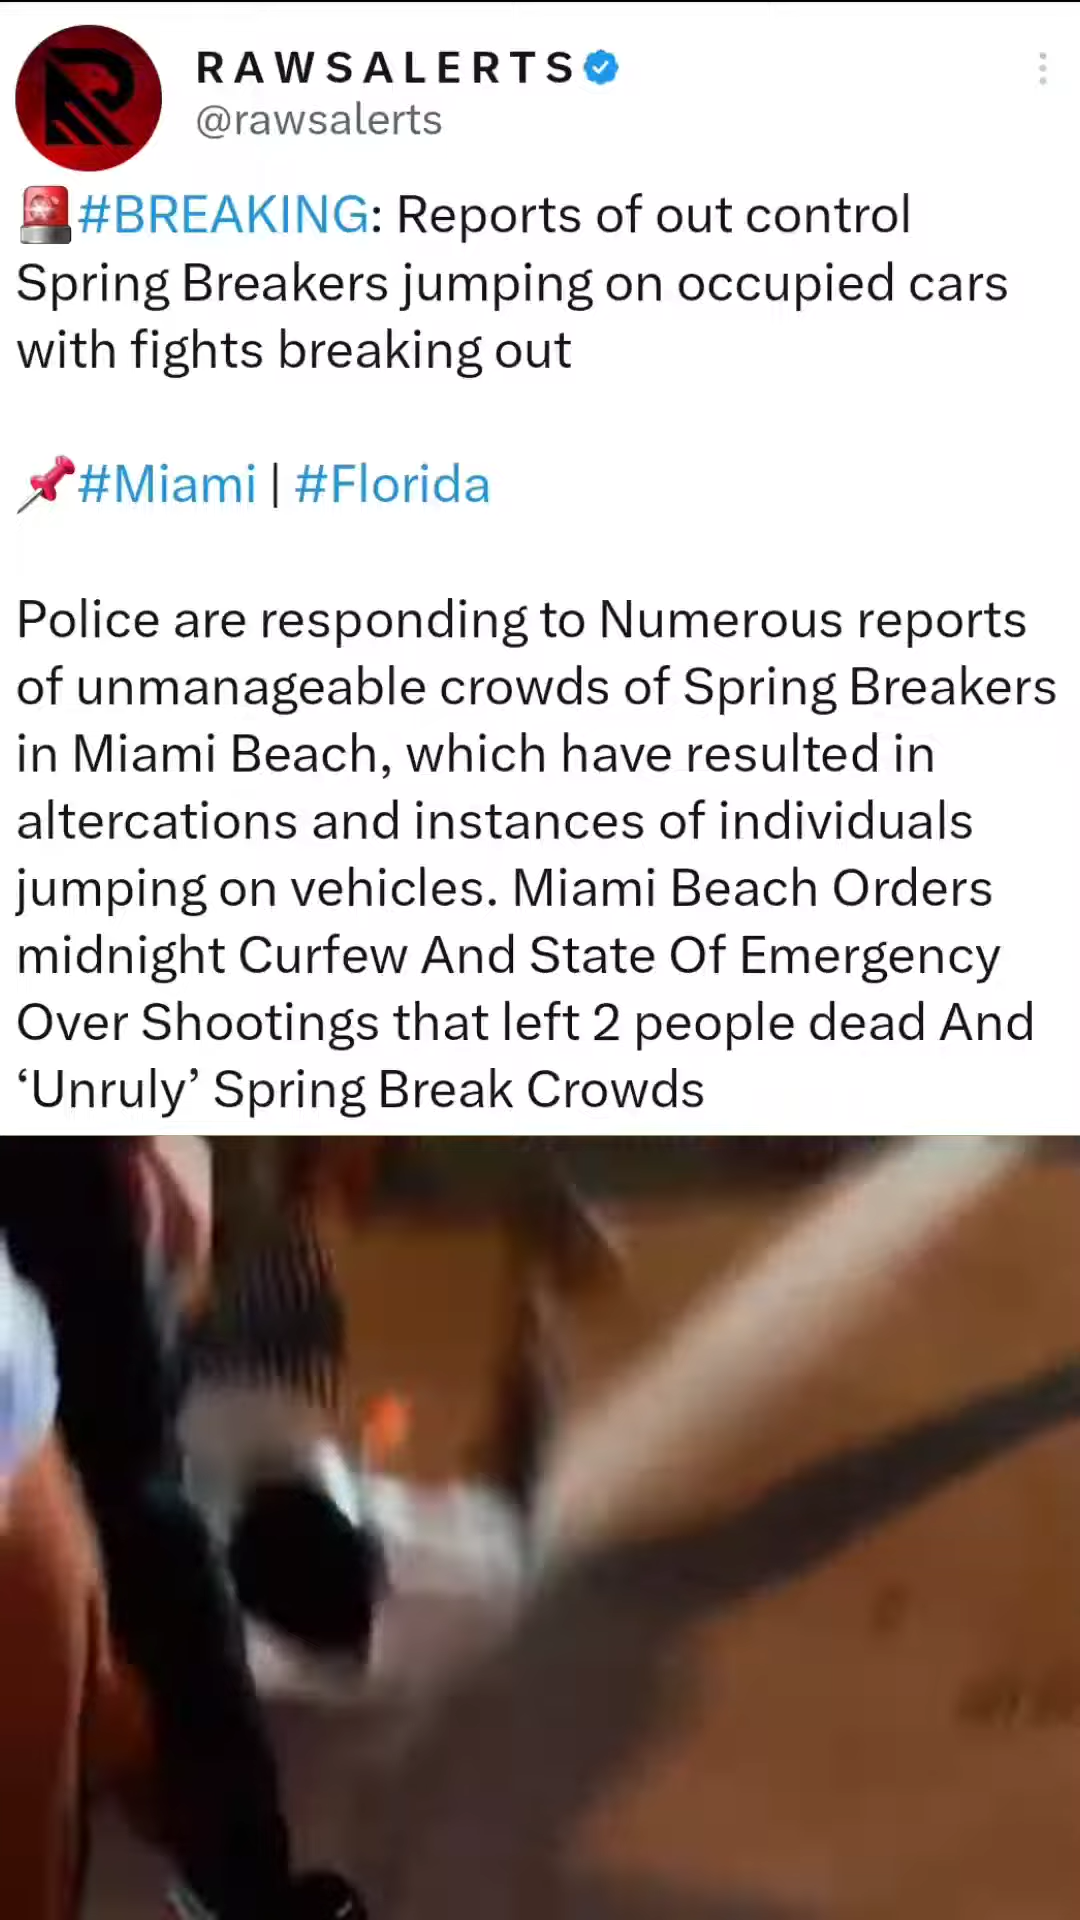 RAWSALERTS
@rawsalerts
🚨#BREAKING: Reports of out control
Spring Breakers jumping on occupied cars
with fights breaking out
📌#Miami | #Florida
Police are responding to Numerous reports
of unmanageable crowds of Spring Breakers
in Miami Beach, which have resulted in
altercations and instances of individuals
jumping on vehicles. Miami Beach Orders
midnight Curfew And State Of Emergency
Over Shootings that left 2 people dead And
‘Unruly’ Spring Break Crowds